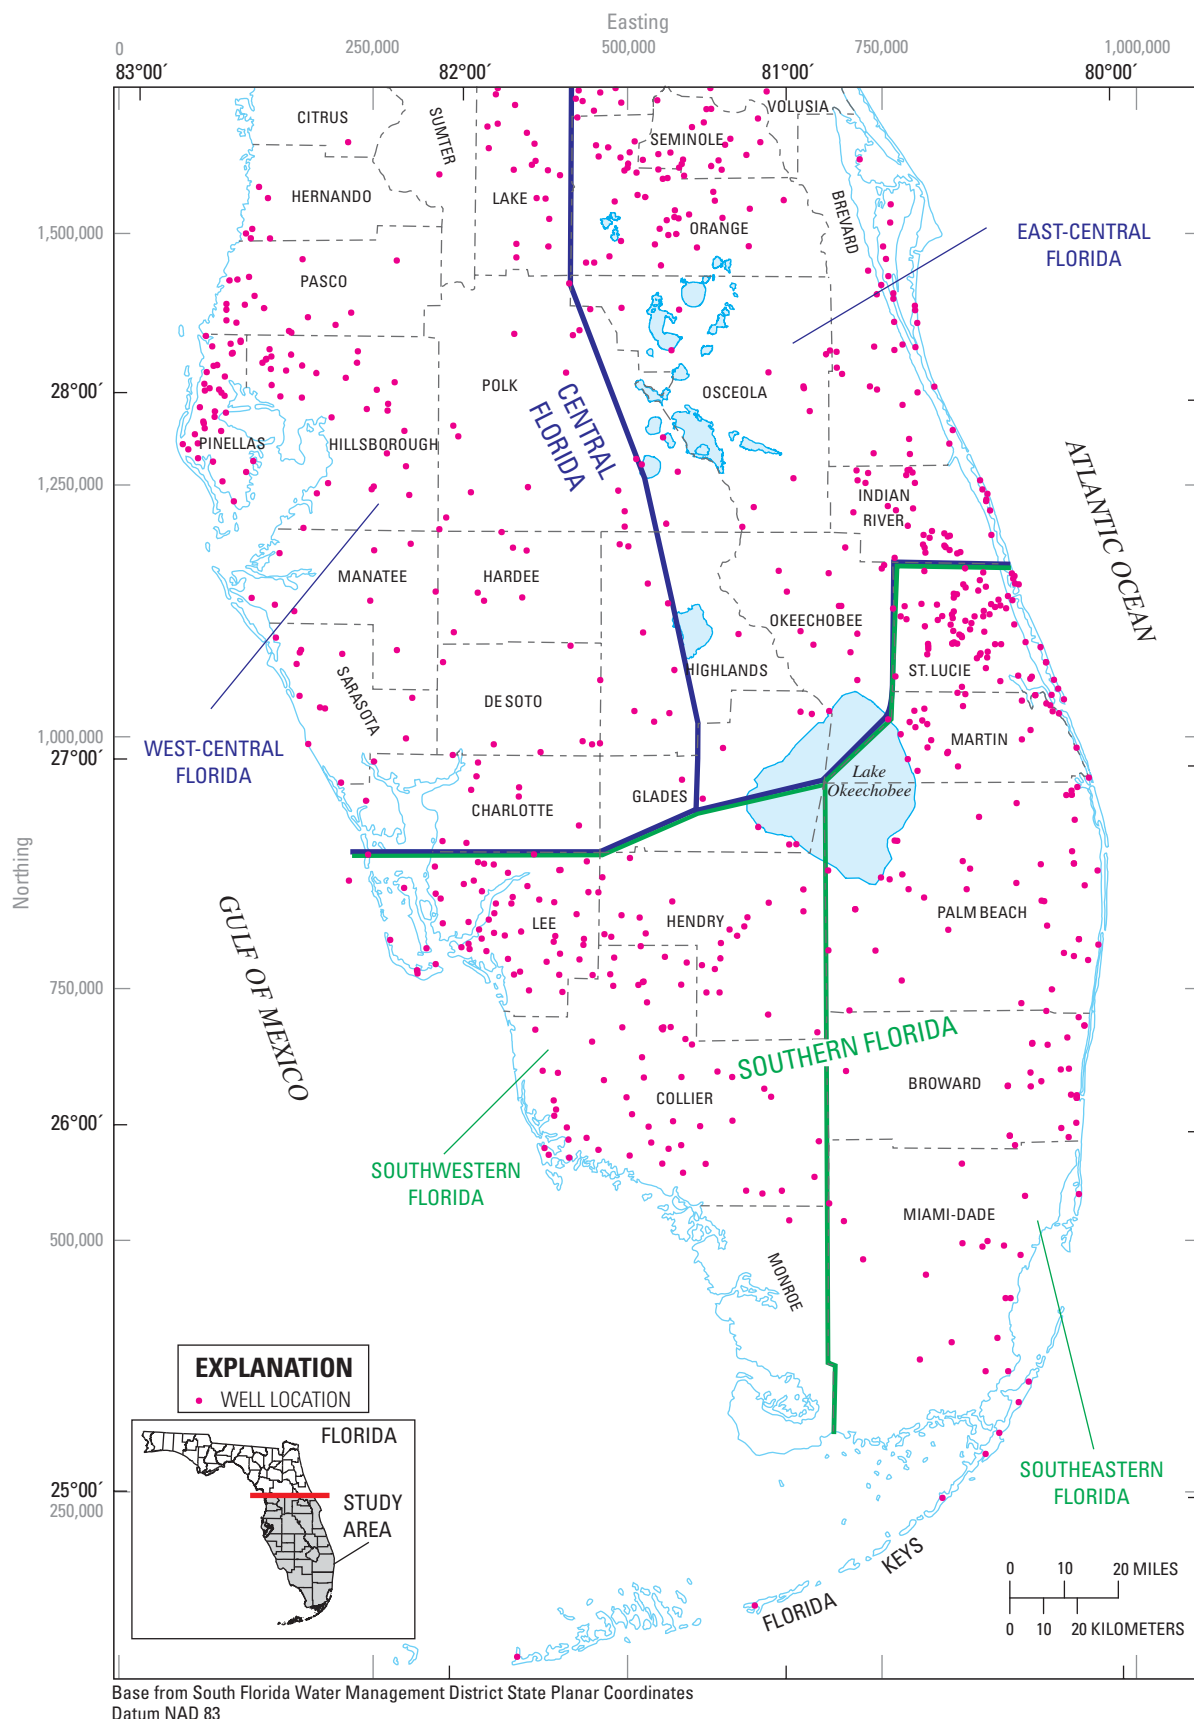 Easting
0
250,000
500,000
750,000
1,000,000
83°00´
82°00´
81°00´
80°00´
CITRUS
SUMTER
VOLUSIA
SEMINOLE
HERNANDO
LAKE
BREVARD
ORANGE
1,500,000
EAST-CENTRAL
FLORIDA
PASCO
POLK
OSCEOLA
28°00´
CENTRAL
FLORIDA
PINELLAS
HILLSBOROUGH
ATLANTIC OCEAN
1,250,000
INDIAN
RIVER
MANATEE
HARDEE
OKEECHOBEE
HIGHLANDS
ST. LUCIE
SARASOTA
DE SOTO
1,000,000
27°00´
WEST-CENTRAL
FLORIDA
MARTIN
Lake
Okeechobee
GLADES
CHARLOTTE
Northing
GULF OF MEXICO
LEE
HENDRY
PALM BEACH
750,000
SOUTHERN FLORIDA
BROWARD
COLLIER
26°00´
SOUTHWESTERN
FLORIDA
MIAMI-DADE
500,000
MONROE
EXPLANATION
WELL LOCATION
FLORIDA
STUDY
AREA
SOUTHEASTERN
FLORIDA
25°00´
250,000
FLORIDA
KEYS
0 10 20 MILES
0 10 20 KILOMETERS
Base from South Florida Water Management District State Planar Coordinates
Datum NAD 83